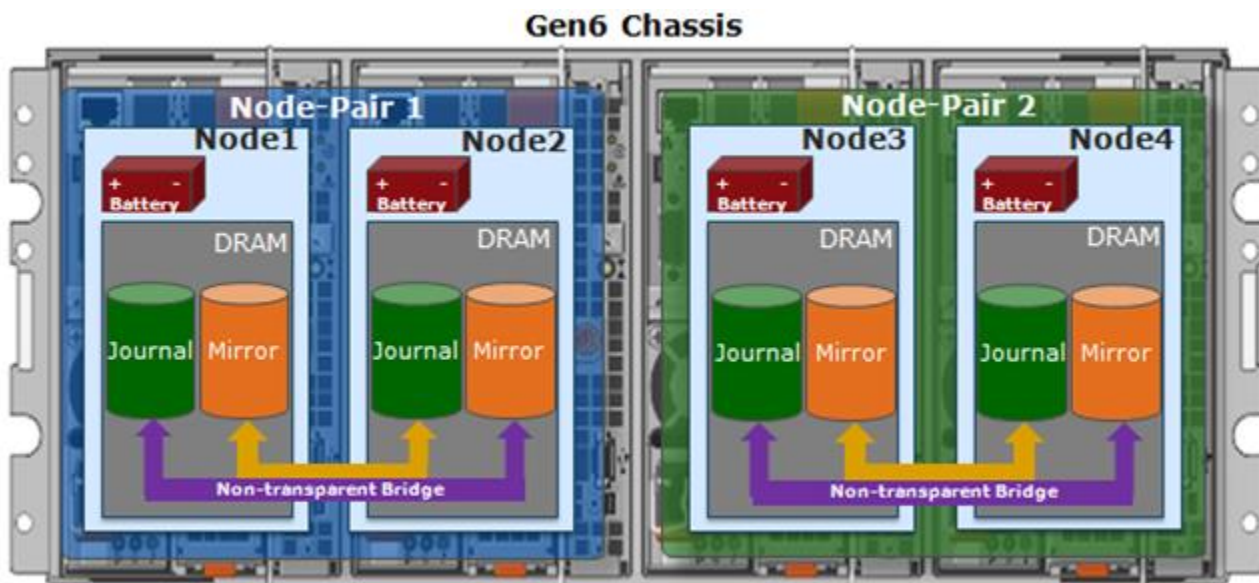 Gen6 Chassis
Node-Pair 1
Node1
+ -
Battery
DRAM
Journal
Mirror
Node2
+ -
Battery
DRAM
Journal
Mirror
Non-transparent Bridge
Node-Pair 2
Node3
+ -
Battery
DRAM
Journal
Mirror
Node4
+ -
Battery
DRAM
Journal
Mirror
Non-transparent Bridge